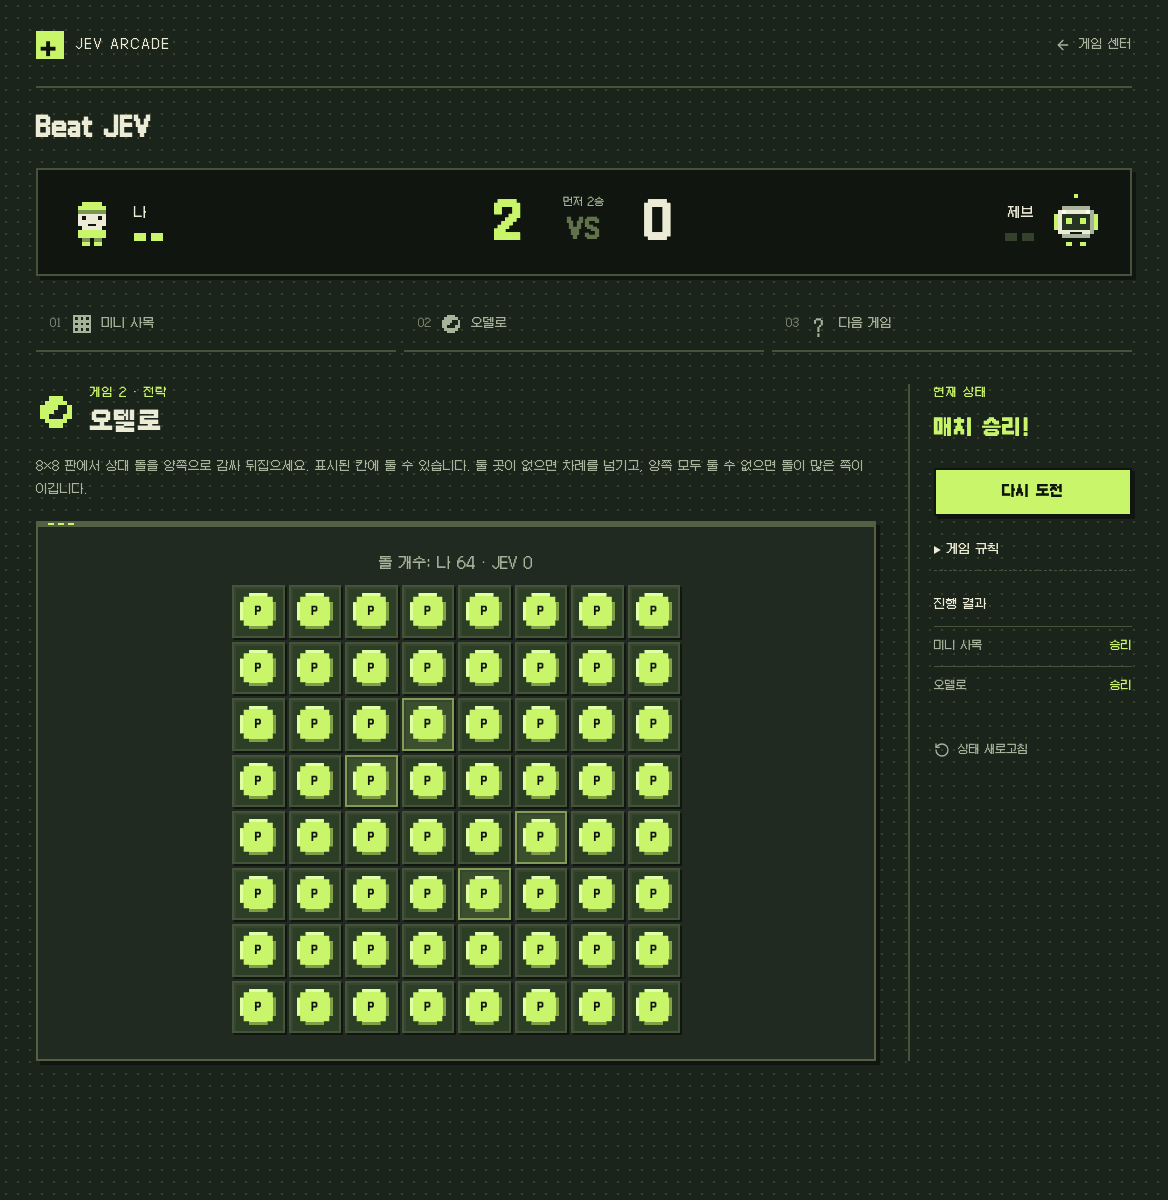 JEV ARCADE
← 게임 센터
Beat JEV
나
2
먼저 2승
VS
0
제브
01 미니 사목
02 오델로
03 ? 다음 게임
게임 2 · 전략
오델로
8×8 판에서 상대 돌을 양쪽으로 감싸 뒤집으세요. 표시된 칸에 둘 수 있습니다. 둘 곳이 없으면 차례를 넘기고, 양쪽 모두 둘 수 없으면 돌이 많은 쪽이
이깁니다.
돌 개수: 나 64 · JEV 0
P P P P P P P P
P P P P P P P P
P P P P P P P P
P P P P P P P P
P P P P P P P P
P P P P P P P P
P P P P P P P P
P P P P P P P P
현재 상태
매치 승리!
다시 도전
▶ 게임 규칙
진행 결과
미니 사목 승리
오델로 승리
상태 새로고침